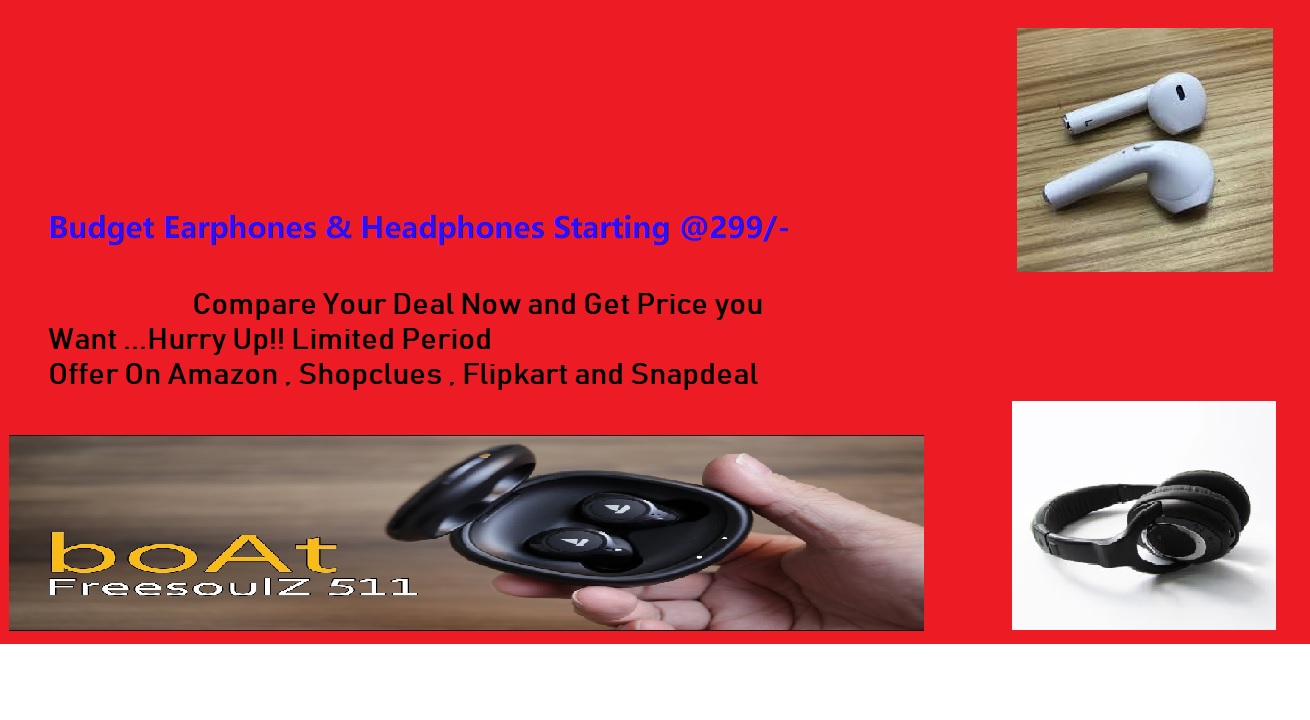 Budget Earphones & Headphones Starting @299/-
Compare Your Deal Now and Get Price you
Want ...Hurry Up!! Limited Period
Offer On Amazon , Shopclues , Flipkart and Snapdeal
boAt
FreesoulZ 511
L